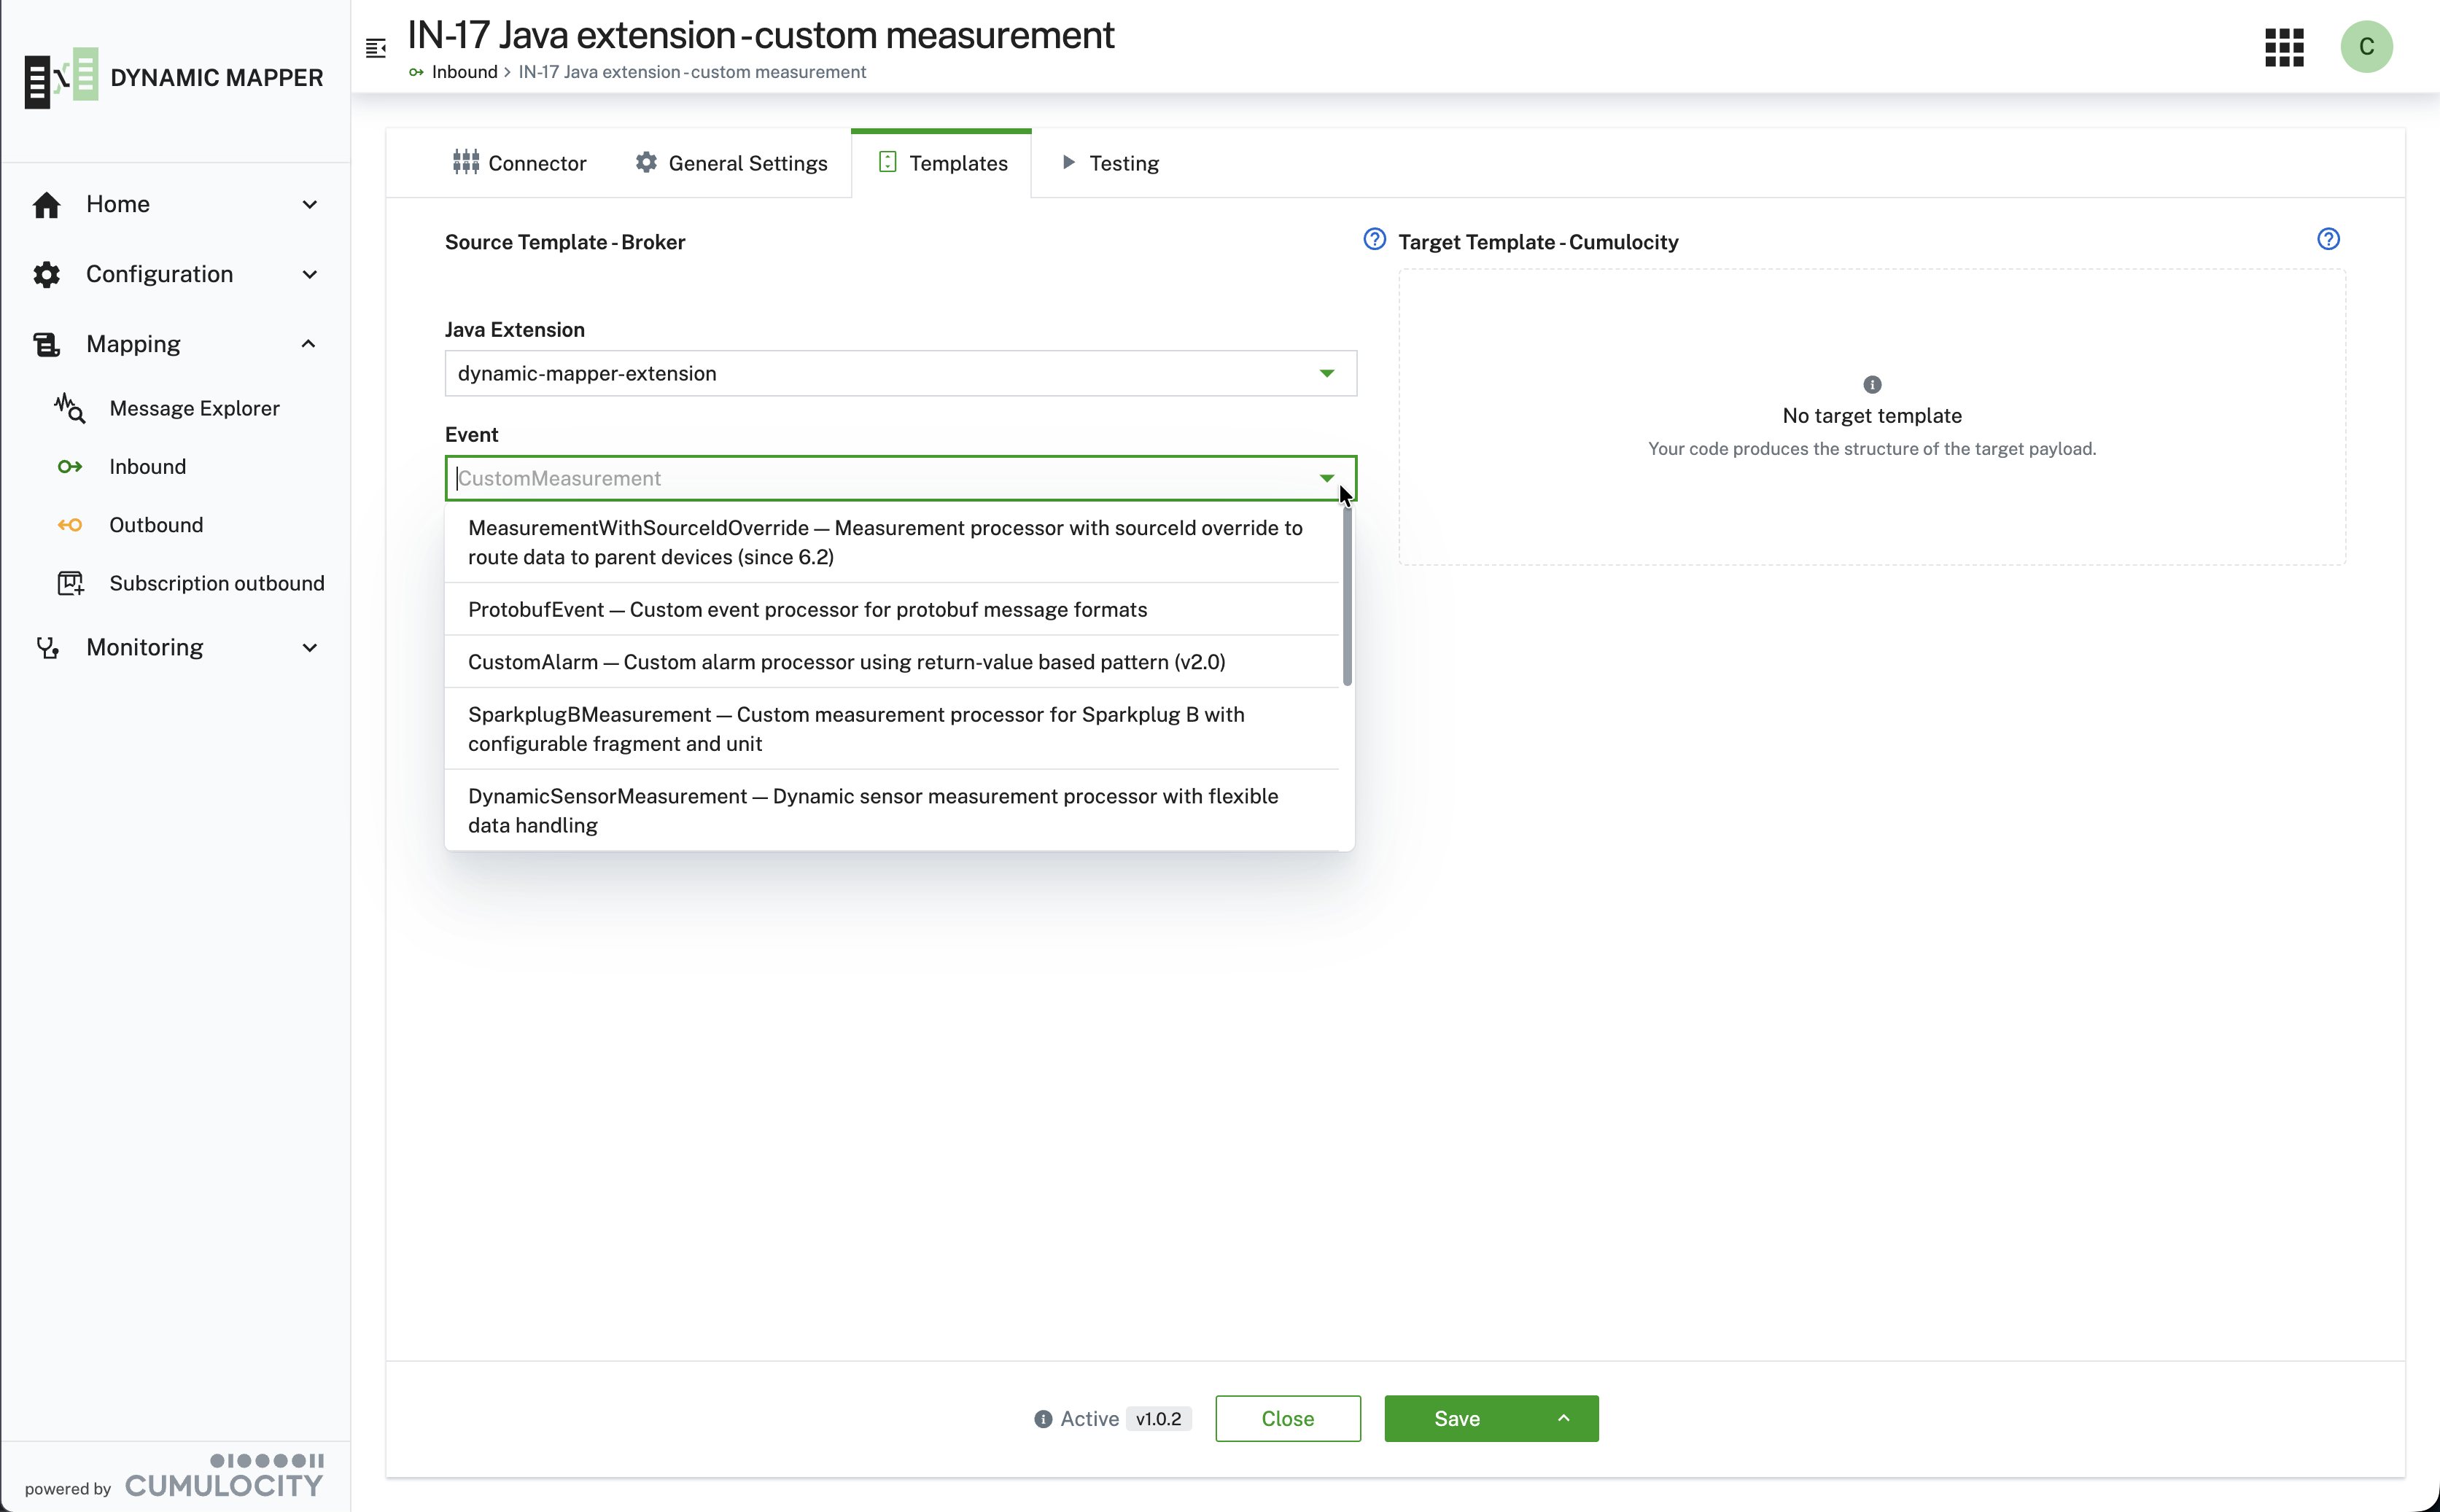 DYNAMIC MAPPER
Home
Configuration
Mapping
Message Explorer
Inbound
Outbound
Subscription outbound
Monitoring
powered by CUMULOCITY
IN-17 Java extension - custom measurement
Inbound > IN-17 Java extension - custom measurement
C
Connector
General Settings
Templates
Testing
Source Template - Broker
Java Extension
dynamic-mapper-extension
Event
CustomMeasurement
MeasurementWithSourceIdOverride — Measurement processor with sourceId override to
route data to parent devices (since 6.2)
ProtobufEvent — Custom event processor for protobuf message formats
CustomAlarm — Custom alarm processor using return-value based pattern (v2.0)
SparkplugBMeasurement — Custom measurement processor for Sparkplug B with
configurable fragment and unit
DynamicSensorMeasurement — Dynamic sensor measurement processor with flexible
data handling
Target Template - Cumulocity
No target template
Your code produces the structure of the target payload.
Active v1.0.2
Close
Save